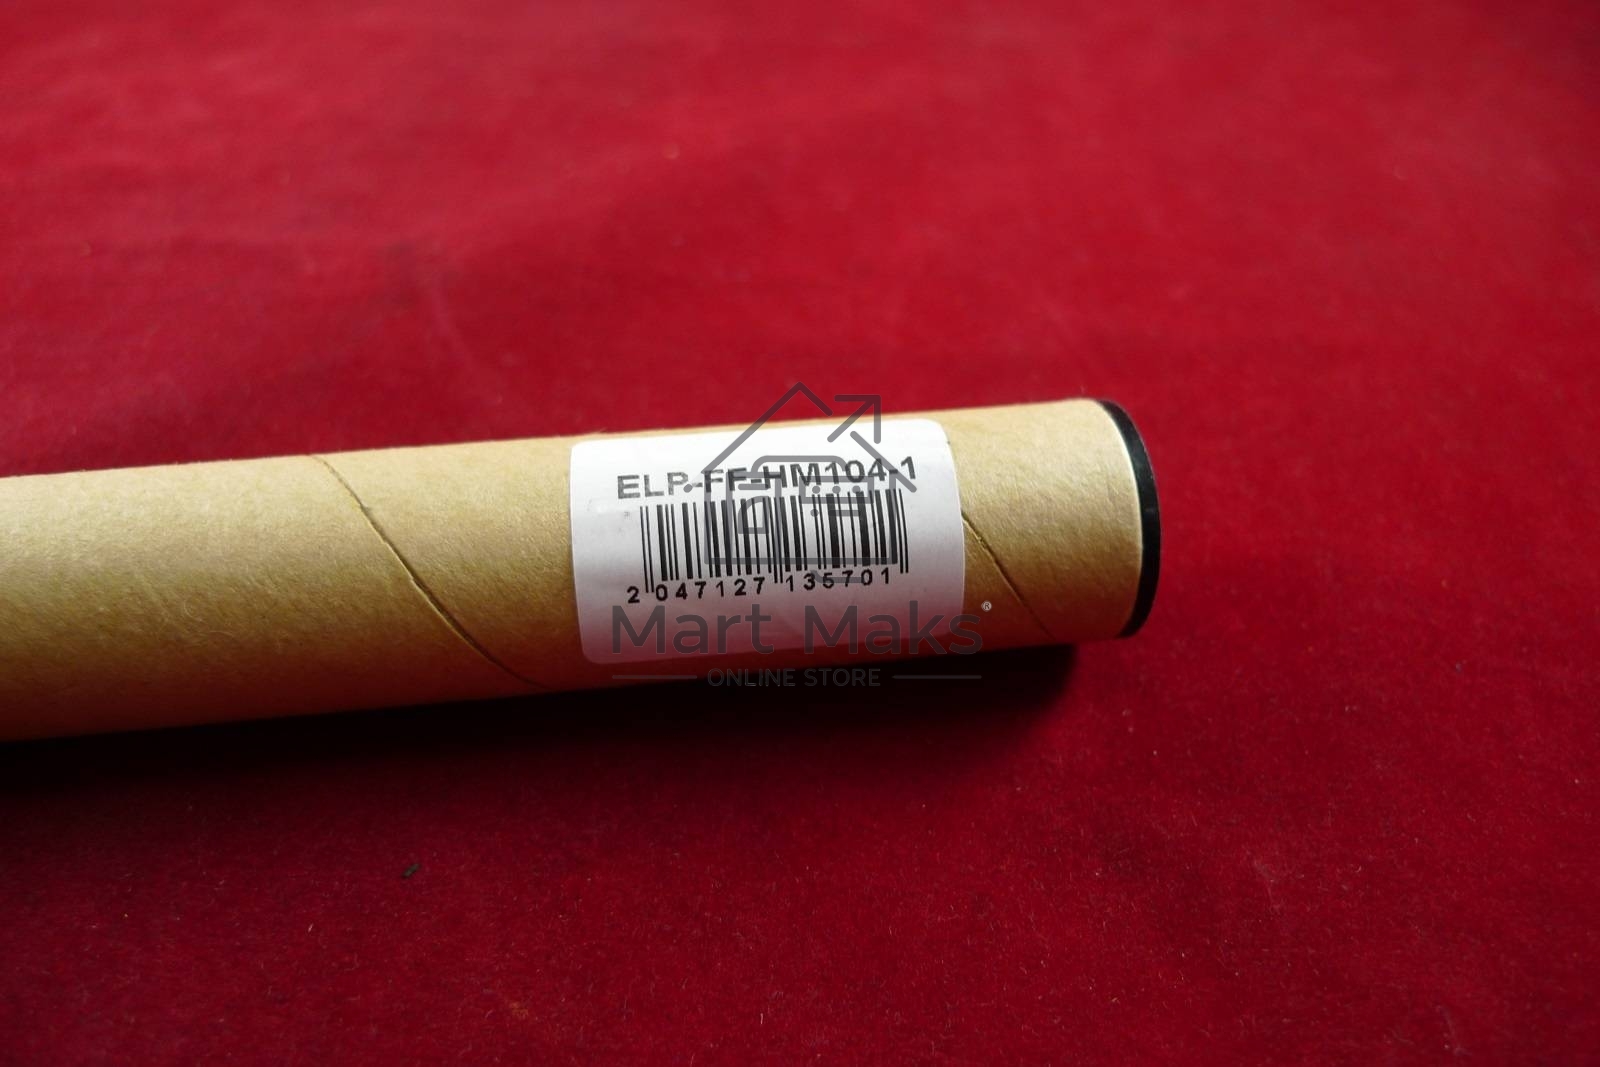 ELP-FF-HM104-1
2 047127 135701
Mart Maks®
ONLINE STORE